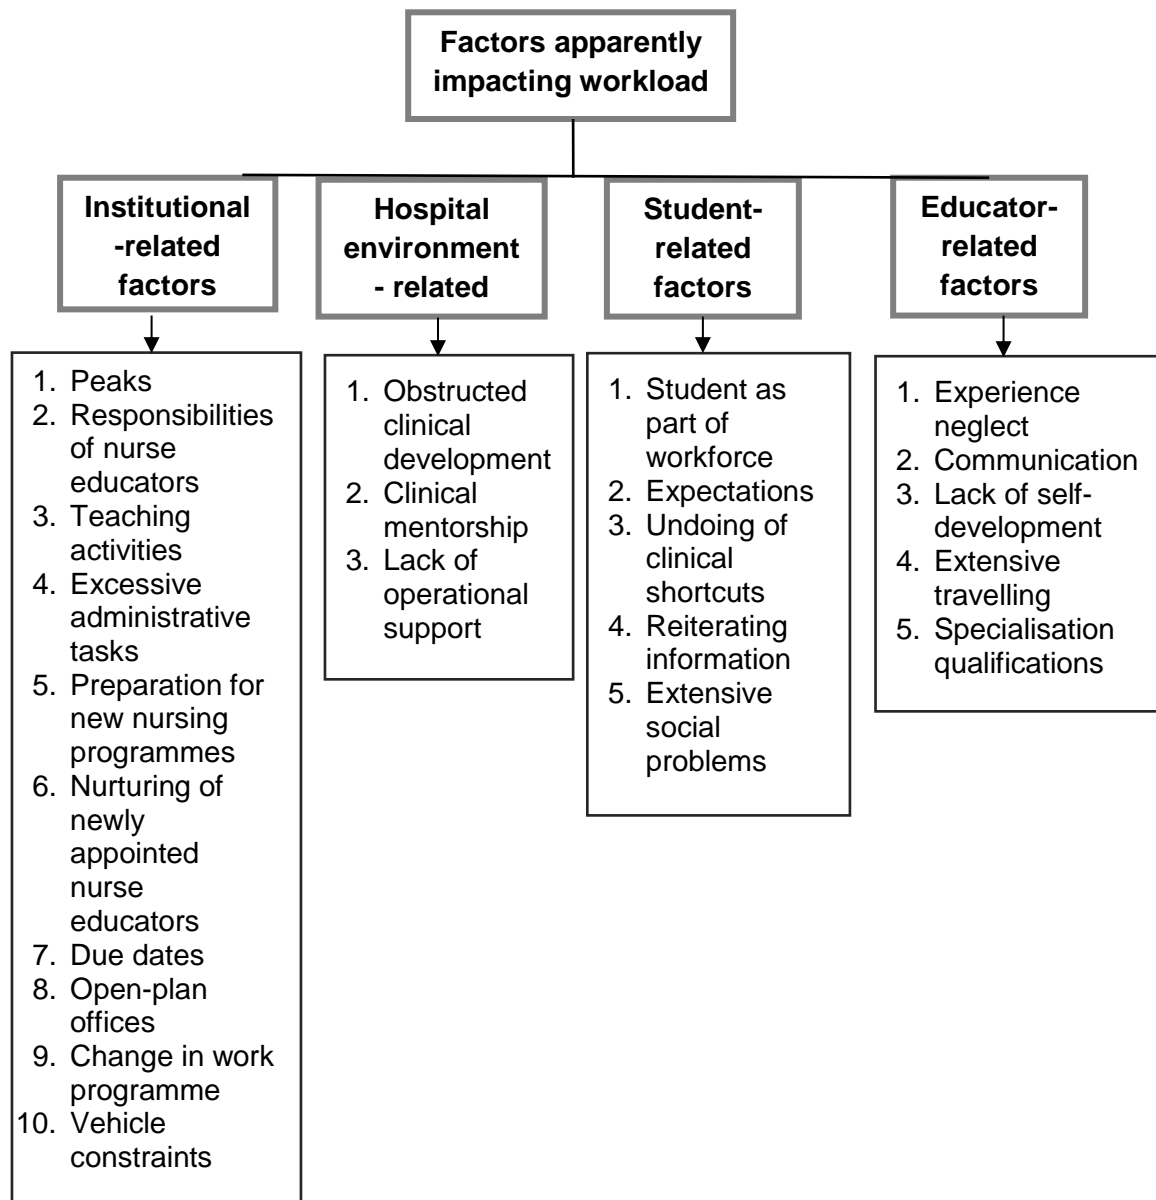 Factors apparently
impacting workload
Institutional
-related
factors
1. Peaks
2. Responsibilities
of nurse
educators
3. Teaching
activities
4. Excessive
administrative
tasks
5. Preparation for
new nursing
programmes
6. Nurturing of
newly
appointed
nurse
educators
7. Due dates
8. Open-plan
offices
9. Change in work
programme
10. Vehicle
constraints
Hospital
environment
- related
1. Obstructed
clinical
development
2. Clinical
mentorship
3. Lack of
operational
support
Student-
related
factors
1. Student as
part of
workforce
2. Expectations
3. Undoing of
clinical
shortcuts
4. Reiterating
information
5. Extensive
social
problems
Educator-
related
factors
1. Experience
neglect
2. Communication
3. Lack of self-
development
4. Extensive
travelling
5. Specialisation
qualifications